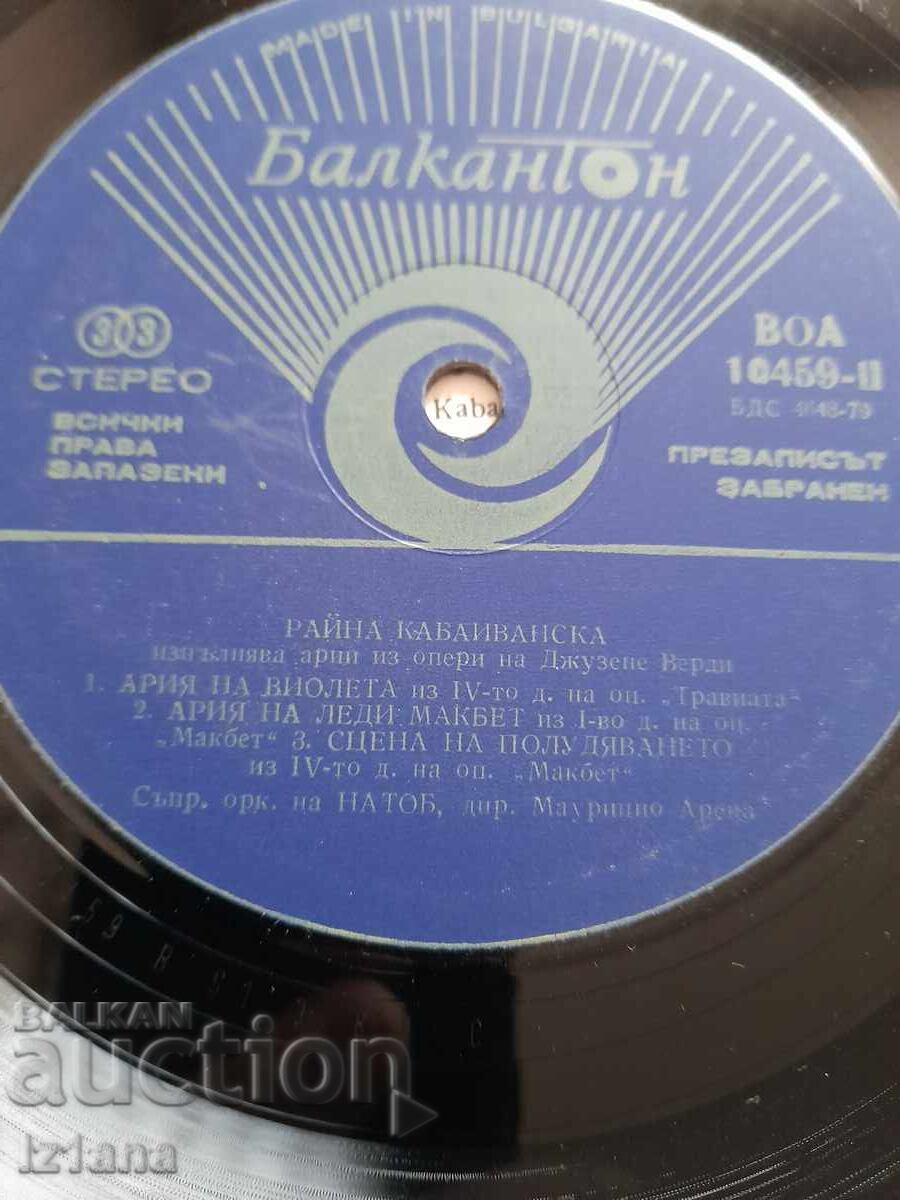 MADE IN BULGARIA
Балкантон
33
СТЕРЕО
ВСИЧКИ
ПРАВА
ЗАПАЗЕНИ
ВОА
10459-II
БДС 4648-79
ПРЕЗАПИСЪТ
ЗАБРАНЕН
Kaba
РАЙНА КАБАИВАНСКА
изпълнява арии из опери на Джузепе Верди
1. АРИЯ НА ВИОЛЕТА из IV-то д. на оп. „Травиата“
2. АРИЯ НА ЛЕДИ МАКБЕТ из I-во д. на оп.
„Макбет“ 3. СЦЕНА НА ПОЛУДЯВАНЕТО
из IV-то д. на оп. „Макбет“
Съпр. орк. на НАТОБ, дир. Маурицио Арена
BALKAN
auction
iz1ana